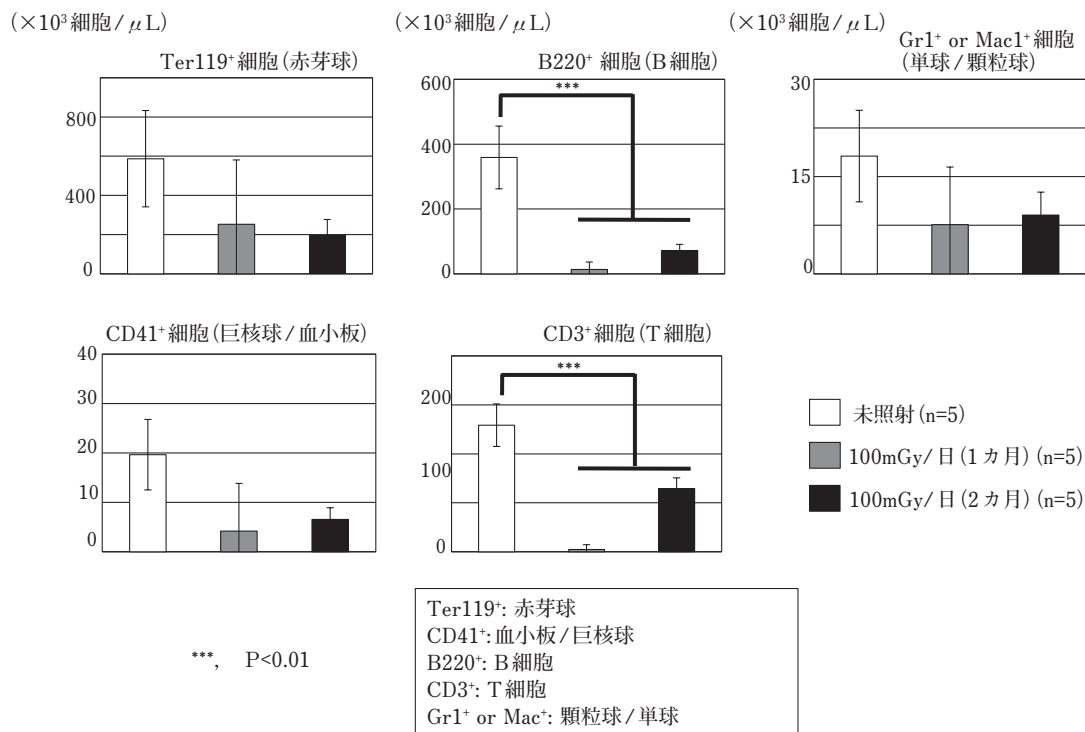 (×10³細胞/μL)
Ter119⁺細胞(赤芽球)
800
400
0
(×10³細胞/μL)
B220⁺ 細胞(B細胞)
600
400
200
0
***
(×10³細胞/μL)
Gr1⁺ or Mac1⁺細胞
(単球/顆粒球)
30
15
0
CD41⁺細胞(巨核球/血小板)
40
30
20
10
0
CD3⁺細胞(T細胞)
200
100
0
***
未照射(n=5)
100mGy/日(1カ月)(n=5)
100mGy/日(2カ月)(n=5)
***, P<0.01
Ter119⁺: 赤芽球
CD41⁺: 血小板/巨核球
B220⁺: B細胞
CD3⁺: T細胞
Gr1⁺ or Mac⁺: 顆粒球/単球